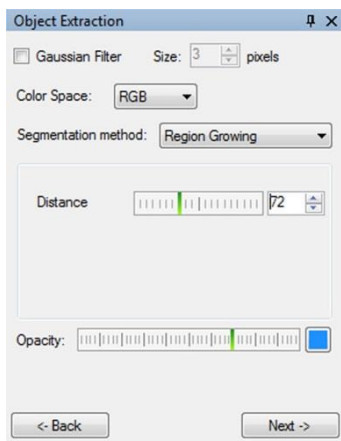 Object Extraction
Gaussian Filter Size: 3 pixels
Color Space: RGB
Segmentation method: Region Growing
Distance 72
Opacity:
<- Back Next ->